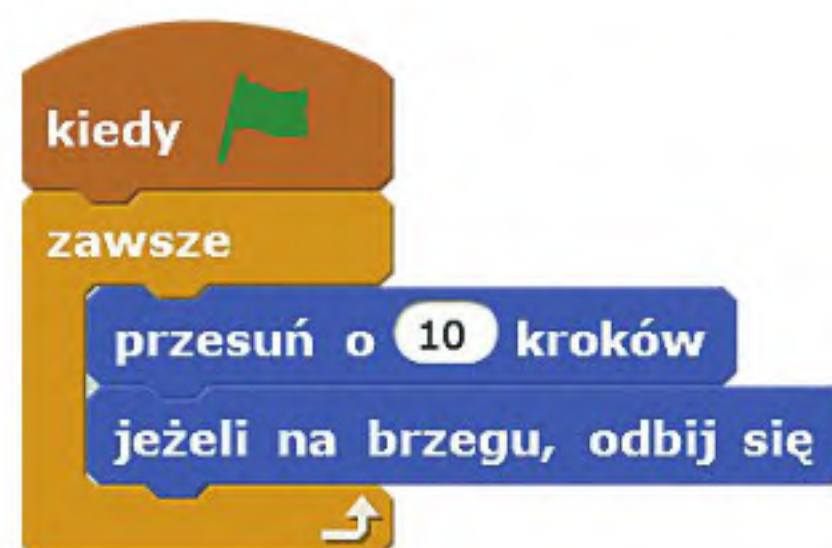 kiedy
zawsze
przesuń o 10 kroków
jeżeli na brzegu, odbij się